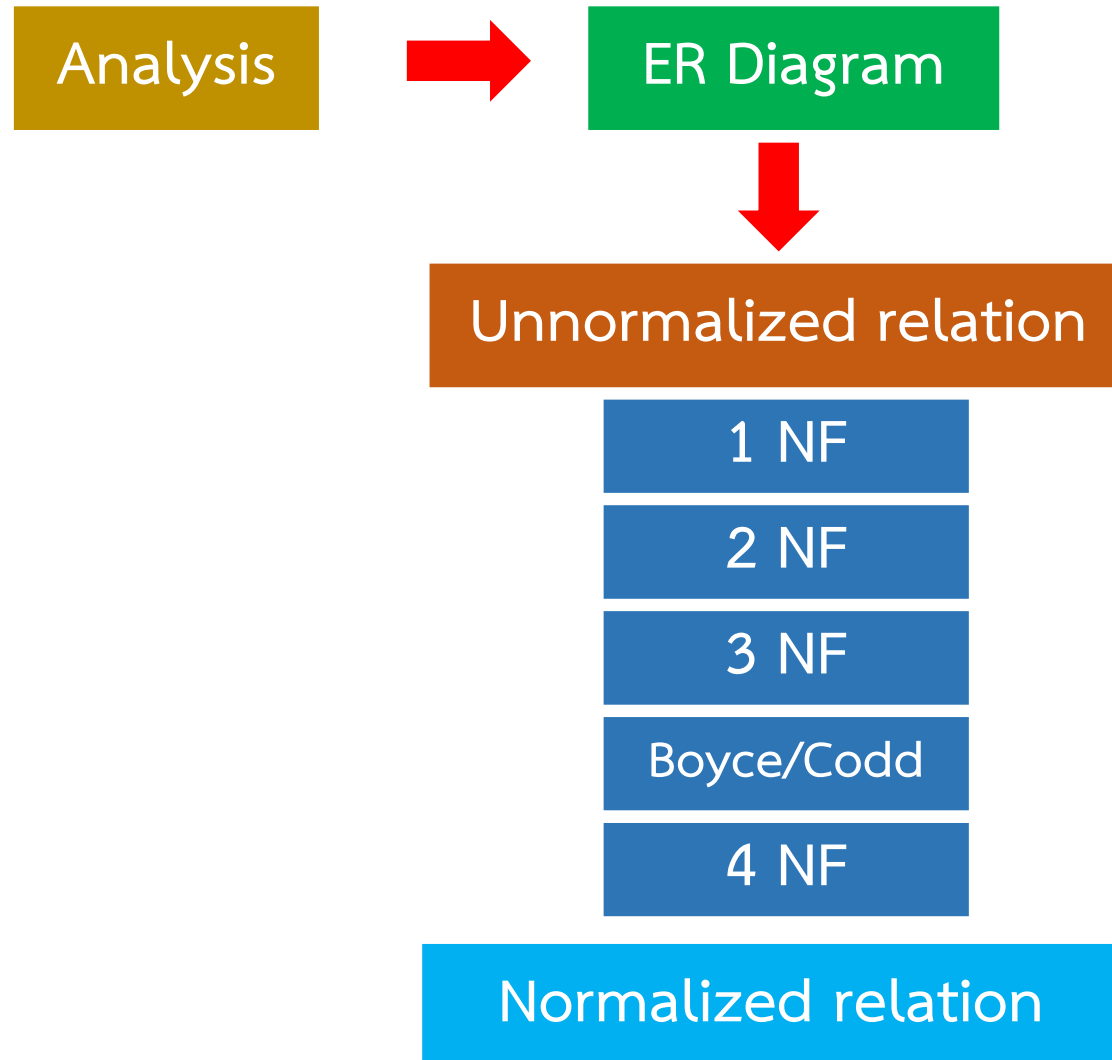 Analysis
ER Diagram
Unnormalized relation
1 NF
2 NF
3 NF
Boyce/Codd
4 NF
Normalized relation